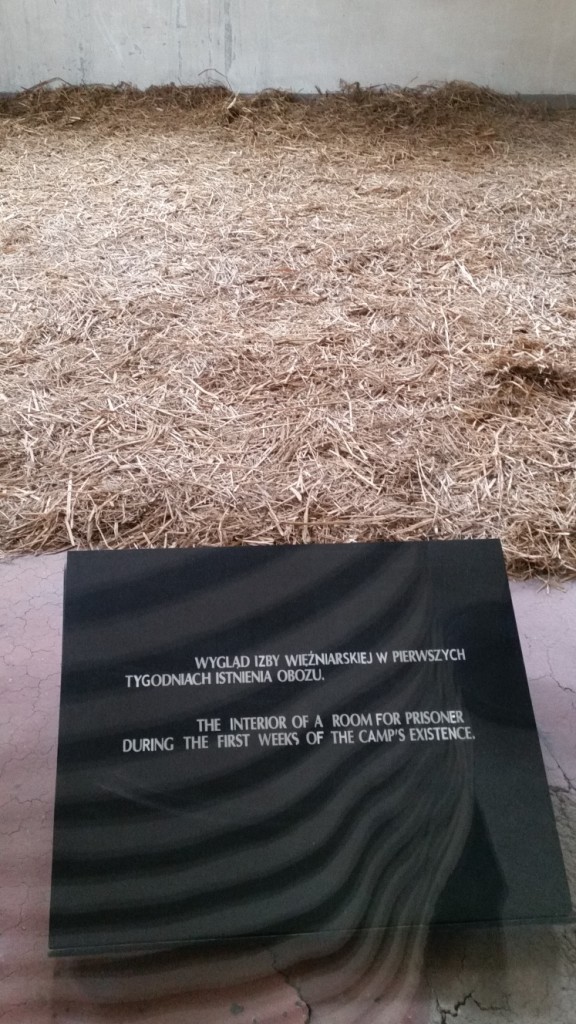 WYGLĄD IZBY WIĘŹNIARSKIEJ W PIERWSZYCH
TYGODNIACH ISTNIENIA OBOZU.
THE INTERIOR OF A ROOM FOR PRISONER
DURING THE FIRST WEEKS OF THE CAMP'S EXISTENCE.